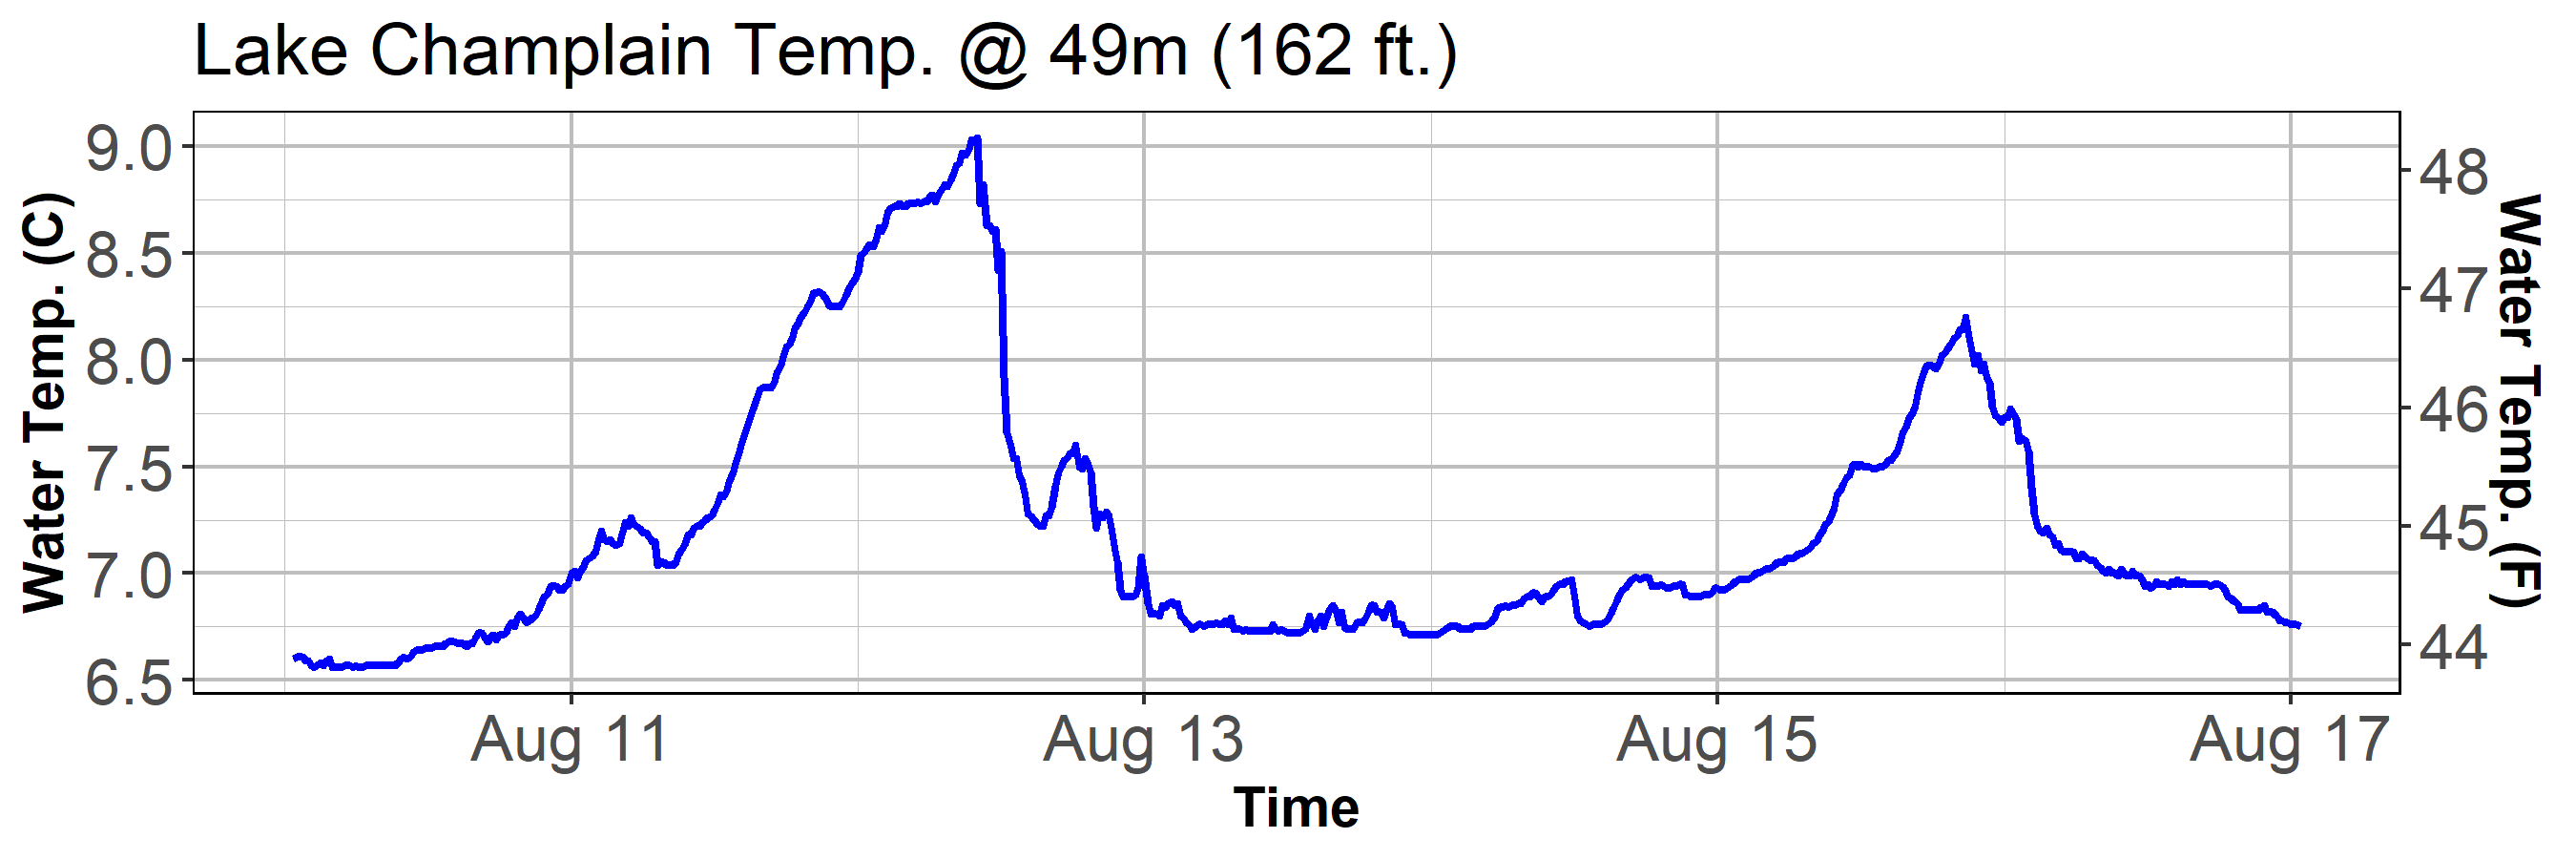 Lake Champlain Temp. @ 49m (162 ft.)
Water Temp. (C)
9.0
8.5
8.0
7.5
7.0
6.5
48
47
46
45
44
Water Temp. (F)
Aug 11 Aug 13 Aug 15 Aug 17
Time